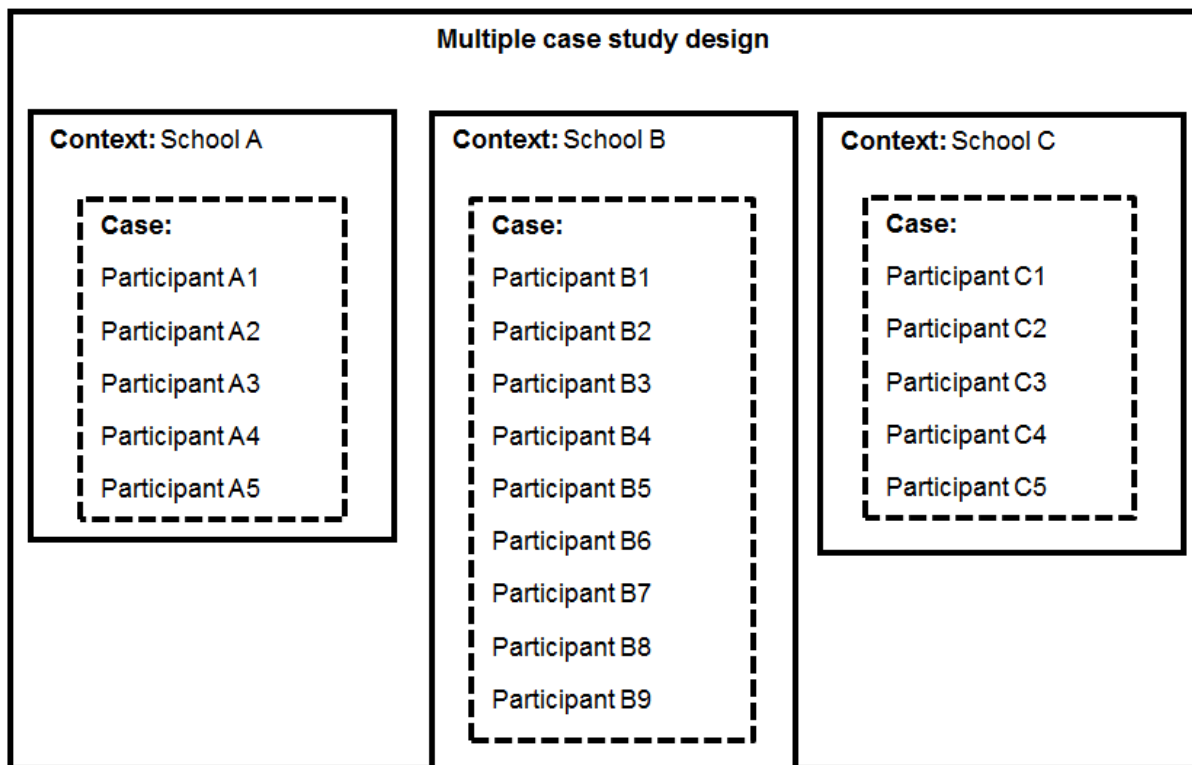 Multiple case study design
Context: School A
Case:
Participant A1
Participant A2
Participant A3
Participant A4
Participant A5
Context: School B
Case:
Participant B1
Participant B2
Participant B3
Participant B4
Participant B5
Participant B6
Participant B7
Participant B8
Participant B9
Context: School C
Case:
Participant C1
Participant C2
Participant C3
Participant C4
Participant C5